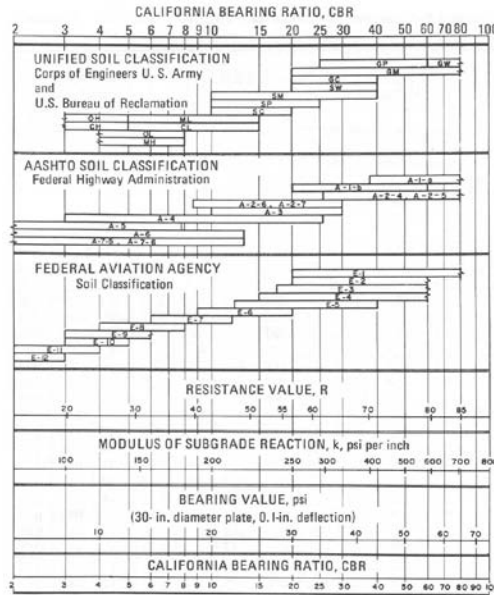 CALIFORNIA BEARING RATIO, CBR
2 3 4 5 6 7 8 9 10 15 20 25 30 40 50 60 70 80 100
UNIFIED SOIL CLASSIFICATION
Corps of Engineers U. S. Army
and
U.S. Bureau of Reclamation
GP GW
GM
GC
SW
SM
SP
SC
OH ML
CH CL
OL
MH
AASHTO SOIL CLASSIFICATION
Federal Highway Administration
A-1-a
A-1-b
A-2-4, A-2-5
A-2-6, A-2-7
A-3
A-4
A-5
A-6
A-7-5, A-7-6
FEDERAL AVIATION AGENCY
Soil Classification
E-1
E-2
E-3
E-4
E-5
E-6
E-7
E-8
E-9
E-10
E-11
E-12
RESISTANCE VALUE, R
20 25 30 40 50 55 60 70 80 85
MODULUS OF SUBGRADE REACTION, k, psi per inch
100 150 200 250 300 400 500 600 700 800
BEARING VALUE, psi
(30- in. diameter plate, 0.1-in. deflection)
10 20 30 40 50 60 70
CALIFORNIA BEARING RATIO, CBR
2 3 4 5 6 7 8 9 10 15 20 25 30 40 50 60 70 80 90